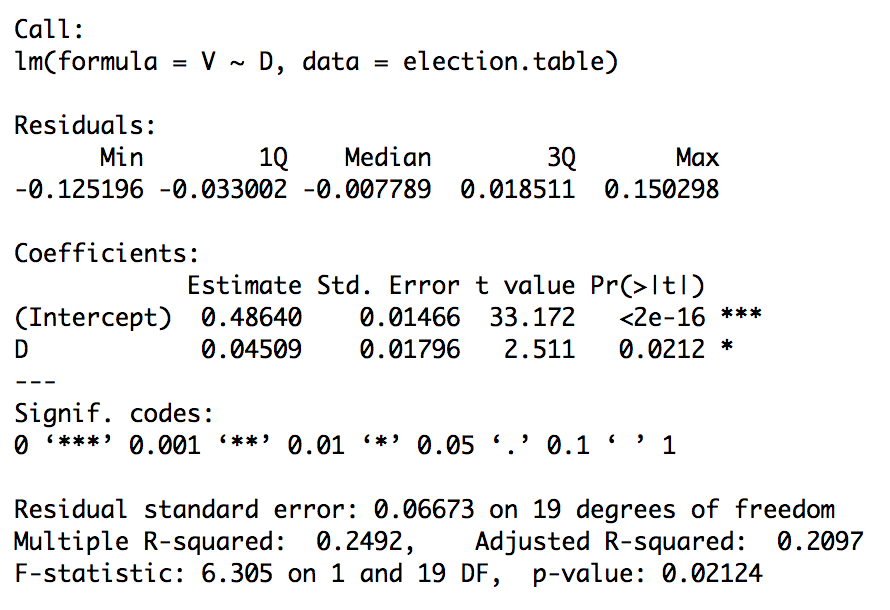 Call:
lm(formula = V ~ D, data = election.table)
Residuals:
Min 1Q Median 3Q Max
-0.125196 -0.033002 -0.007789 0.018511 0.150298
Coefficients:
Estimate Std. Error t value Pr(>|t|)
(Intercept) 0.48640 0.01466 33.172 <2e-16 ***
D 0.04509 0.01796 2.511 0.0212 *
---
Signif. codes:
0 ‘***’ 0.001 ‘**’ 0.01 ‘*’ 0.05 ‘.’ 0.1 ‘ ’ 1
Residual standard error: 0.06673 on 19 degrees of freedom
Multiple R-squared: 0.2492, Adjusted R-squared: 0.2097
F-statistic: 6.305 on 1 and 19 DF, p-value: 0.02124